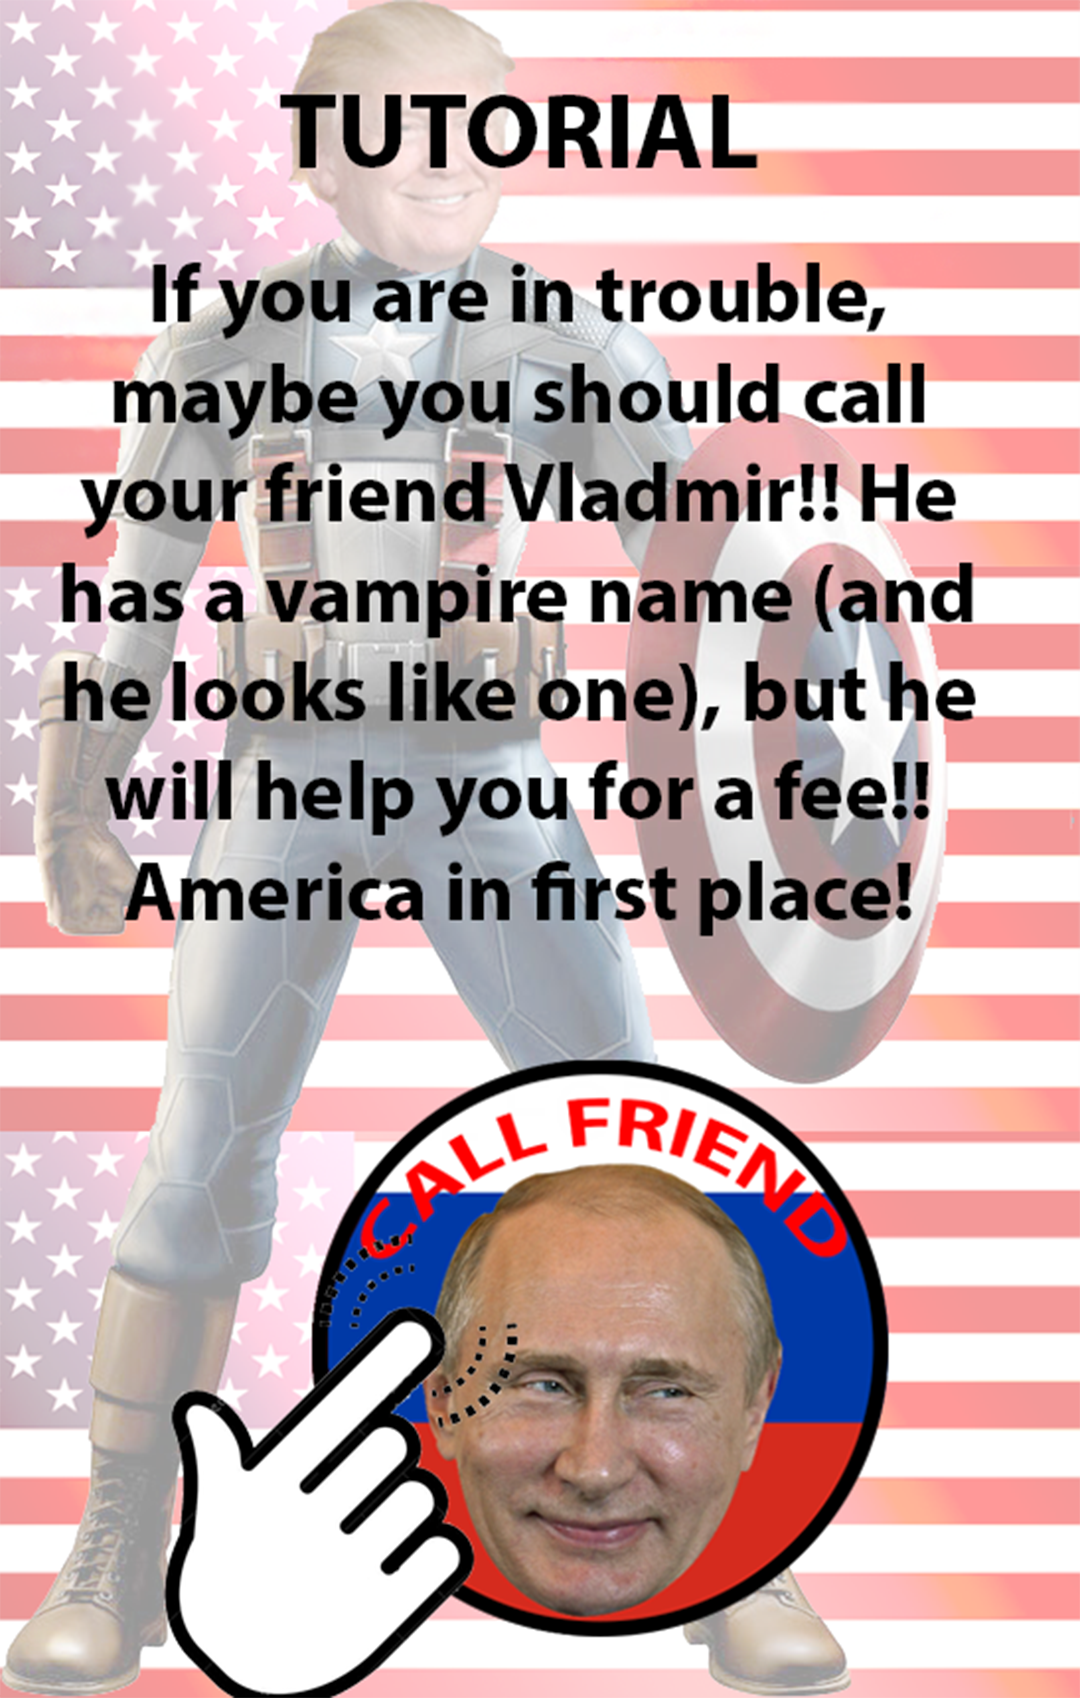 TUTORIAL
If you are in trouble,
maybe you should call
your friend Vladmir!! He
has a vampire name (and
he looks like one), but he
will help you for a fee!!
America in first place!
CALL FRIEND